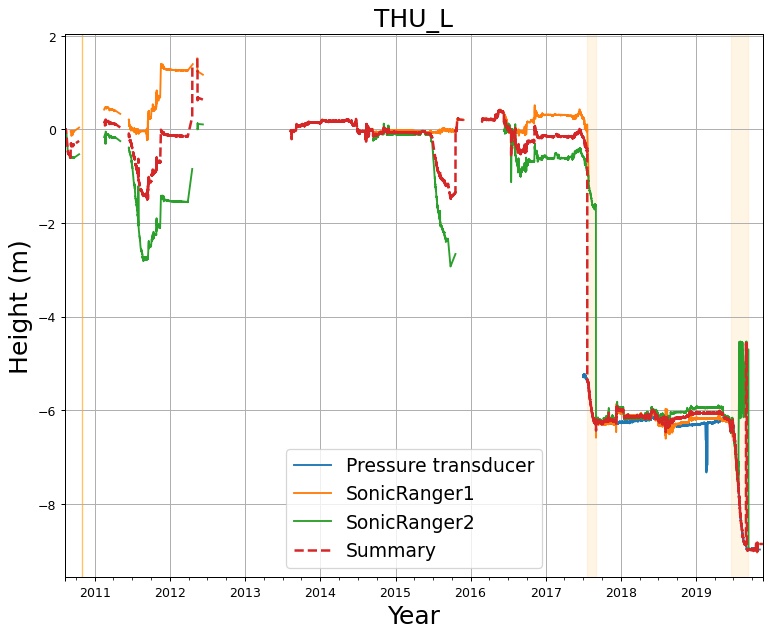 THU_L
2
0
−2
−4
−6
−8
Height (m)
Pressure transducer
SonicRanger1
SonicRanger2
Summary
2011 2012 2013 2014 2015 2016 2017 2018 2019
Year